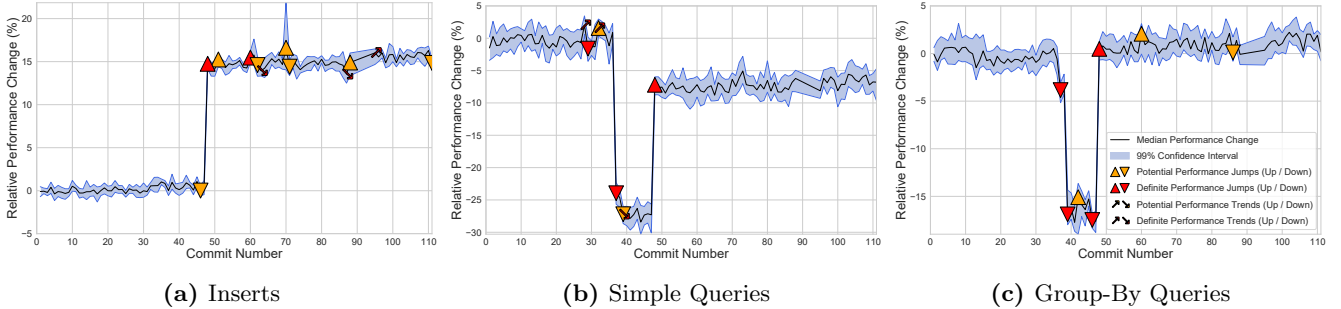 Relative Performance Change (%)
20
15
10
5
0
−5
0 10 20 30 40 50 60 70 80 90 100 110
Commit Number
(a) Inserts
Relative Performance Change (%)
5
0
−5
−10
−15
−20
−25
−30
0 10 20 30 40 50 60 70 80 90 100 110
Commit Number
(b) Simple Queries
Relative Performance Change (%)
5
0
−5
−10
−15
0 10 20 30 40 50 60 70 80 90 100 110
Commit Number
Median Performance Change
99% Confidence Interval
Potential Performance Jumps (Up / Down)
Definite Performance Jumps (Up / Down)
Potential Performance Trends (Up / Down)
Definite Performance Trends (Up / Down)
(c) Group-By Queries